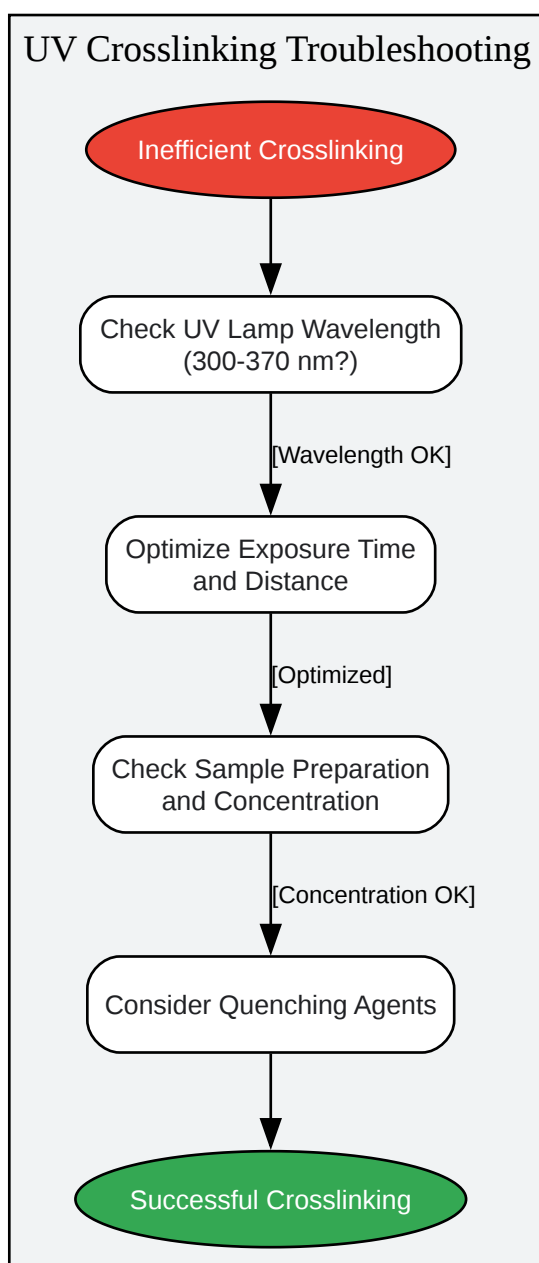 UV Crosslinking Troubleshooting
Inefficient Crosslinking
Check UV Lamp Wavelength
(300-370 nm?)
[Wavelength OK]
Optimize Exposure Time
and Distance
[Optimized]
Check Sample Preparation
and Concentration
[Concentration OK]
Consider Quenching Agents
Successful Crosslinking